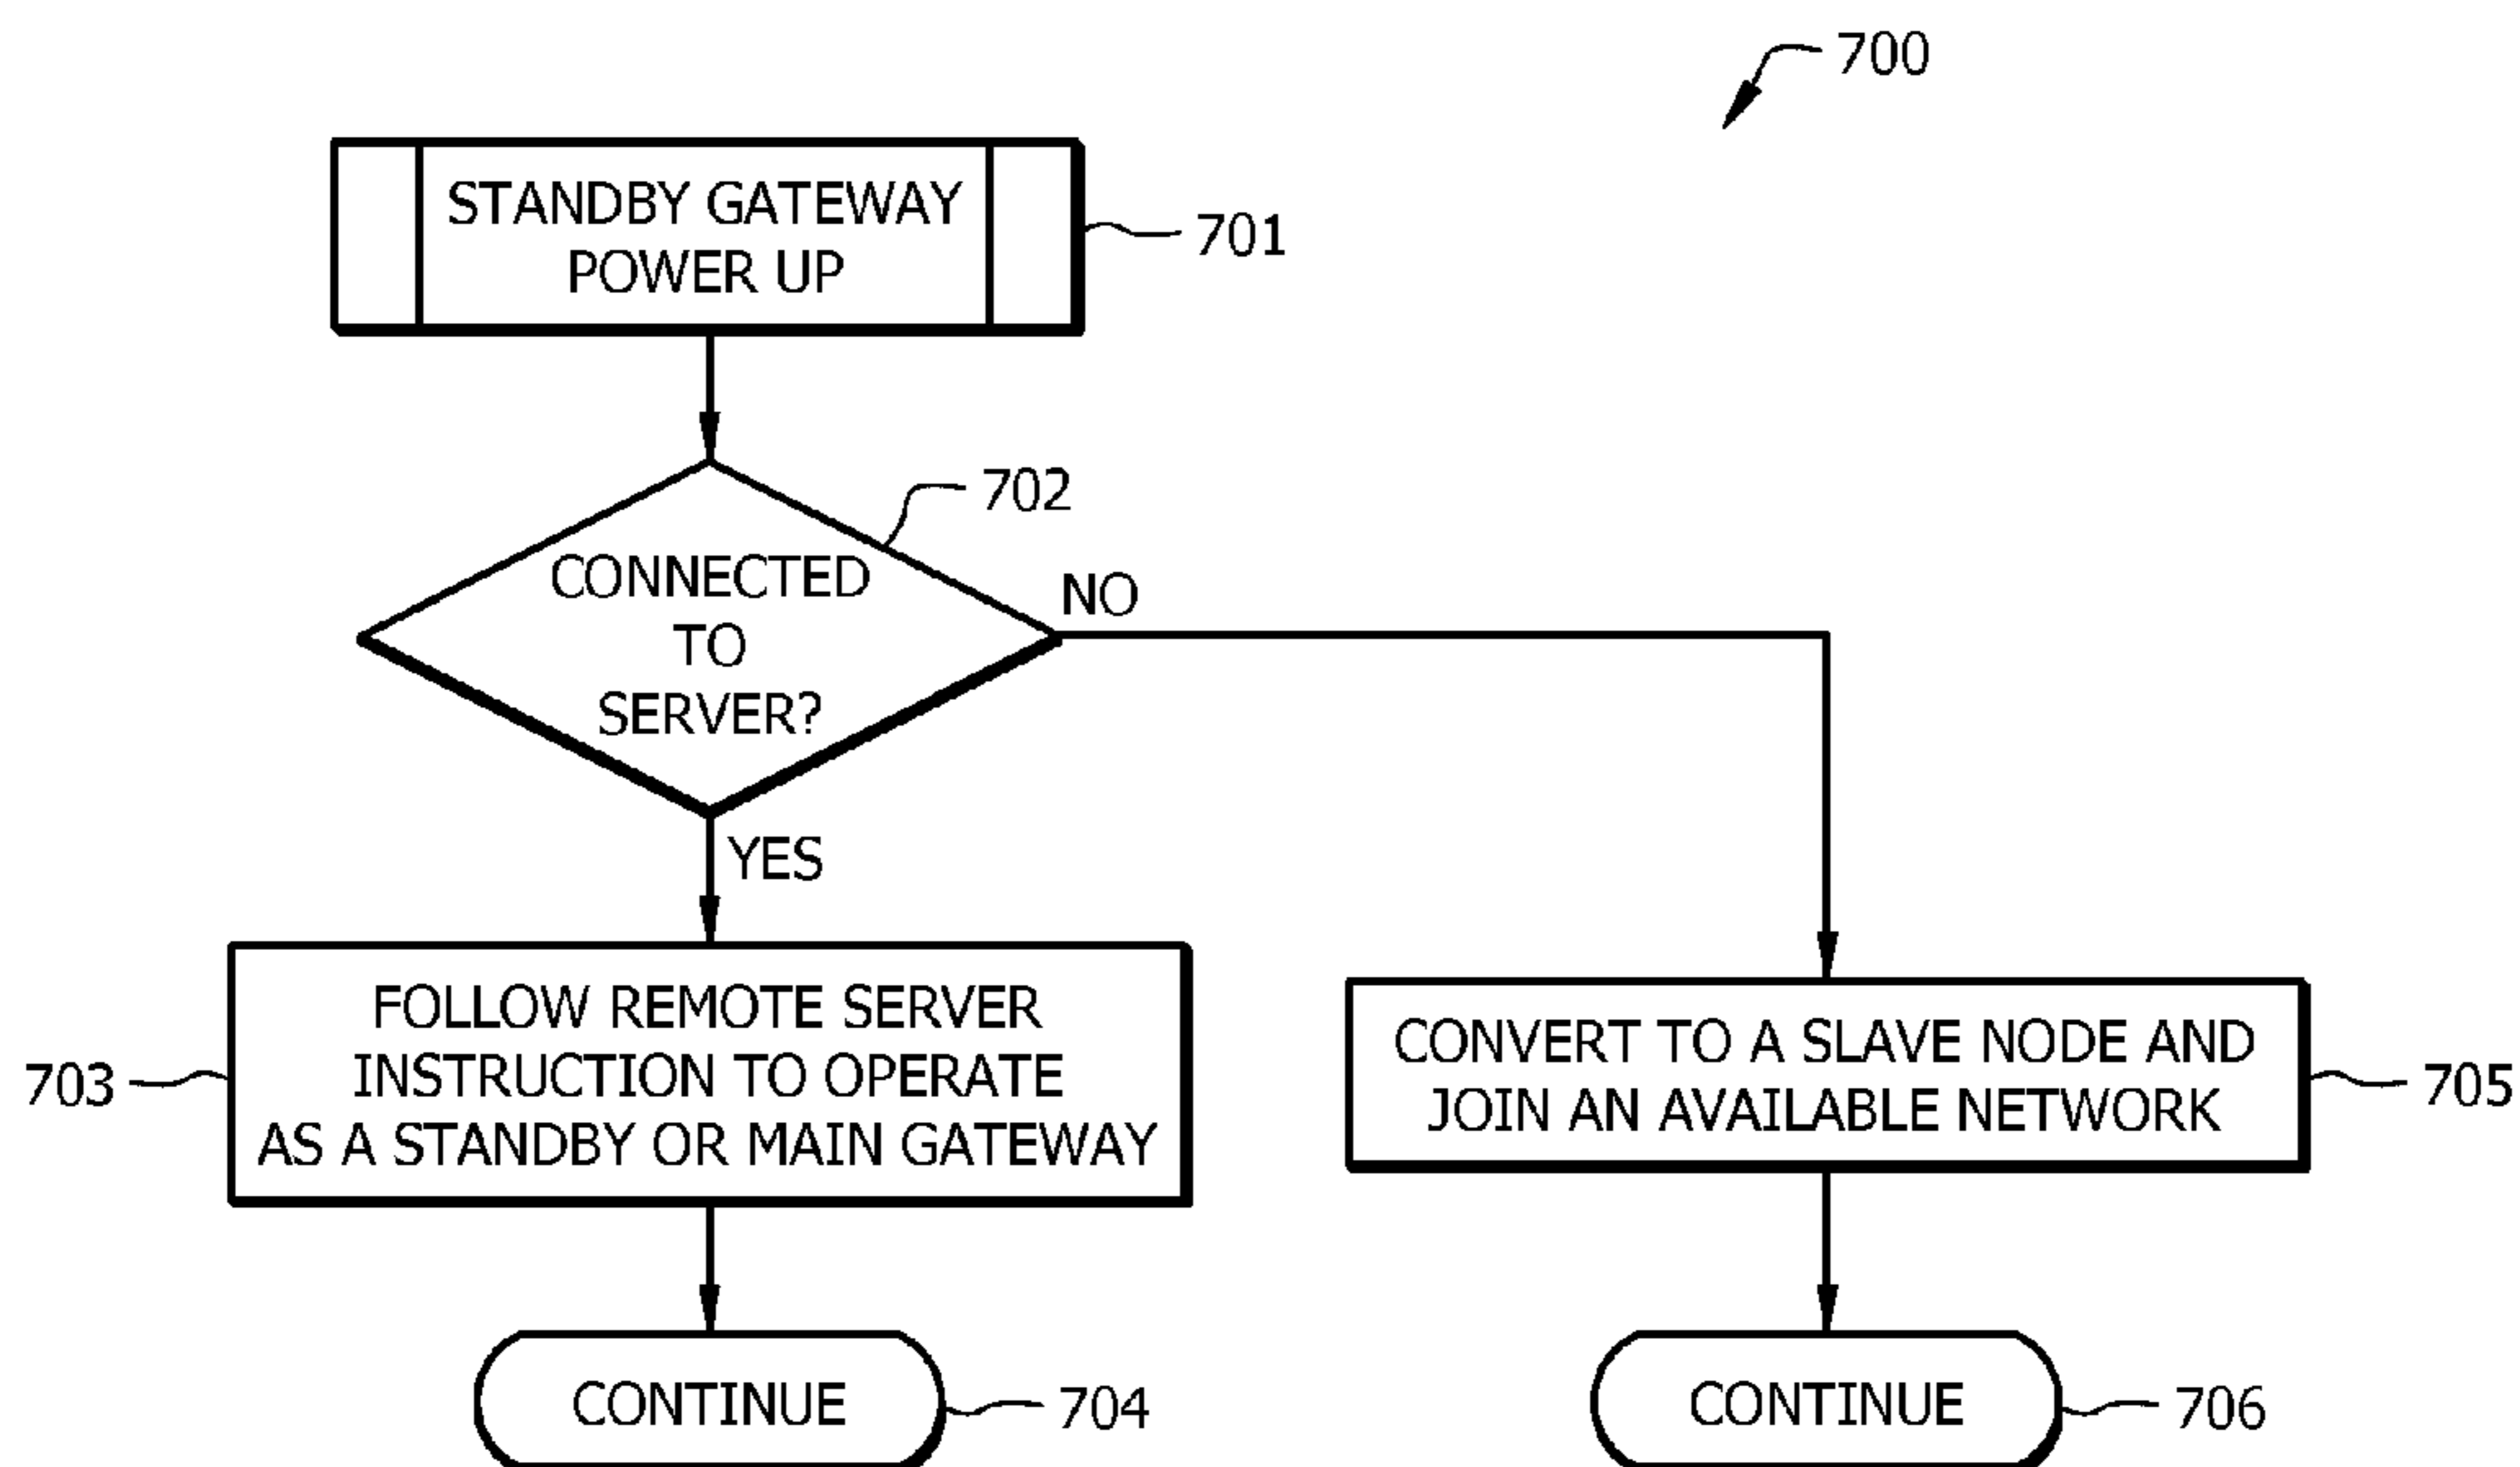 700
STANDBY GATEWAY
POWER UP
701
702
CONNECTED
TO
SERVER?
NO
YES
FOLLOW REMOTE SERVER
INSTRUCTION TO OPERATE
AS A STANDBY OR MAIN GATEWAY
703
CONVERT TO A SLAVE NODE AND
JOIN AN AVAILABLE NETWORK
705
CONTINUE
704
CONTINUE
706